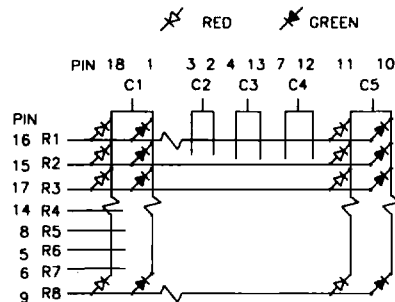 RED GREEN
PIN 18 1 3 2 4 13 7 12 11 10
C1 C2 C3 C4 C5
PIN
16 R1
15 R2
17 R3
14 R4
8 R5
5 R6
6 R7
9 R8